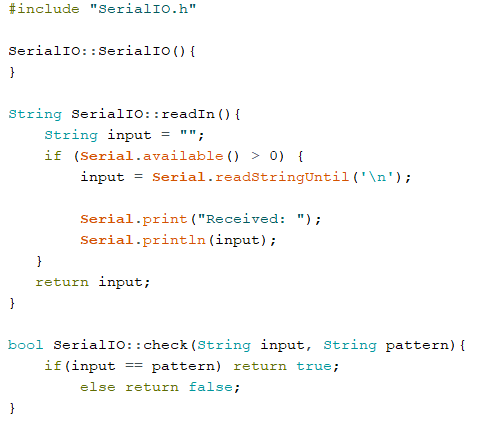 #include "SerialIO.h"

SerialIO::SerialIO(){
}

String SerialIO::readIn(){
    String input = "";
    if (Serial.available() > 0) {
        input = Serial.readStringUntil('\n');

        Serial.print("Received: ");
        Serial.println(input);
   }
   return input;
}

bool SerialIO::check(String input, String pattern){
    if(input == pattern) return true;
        else return false;
}